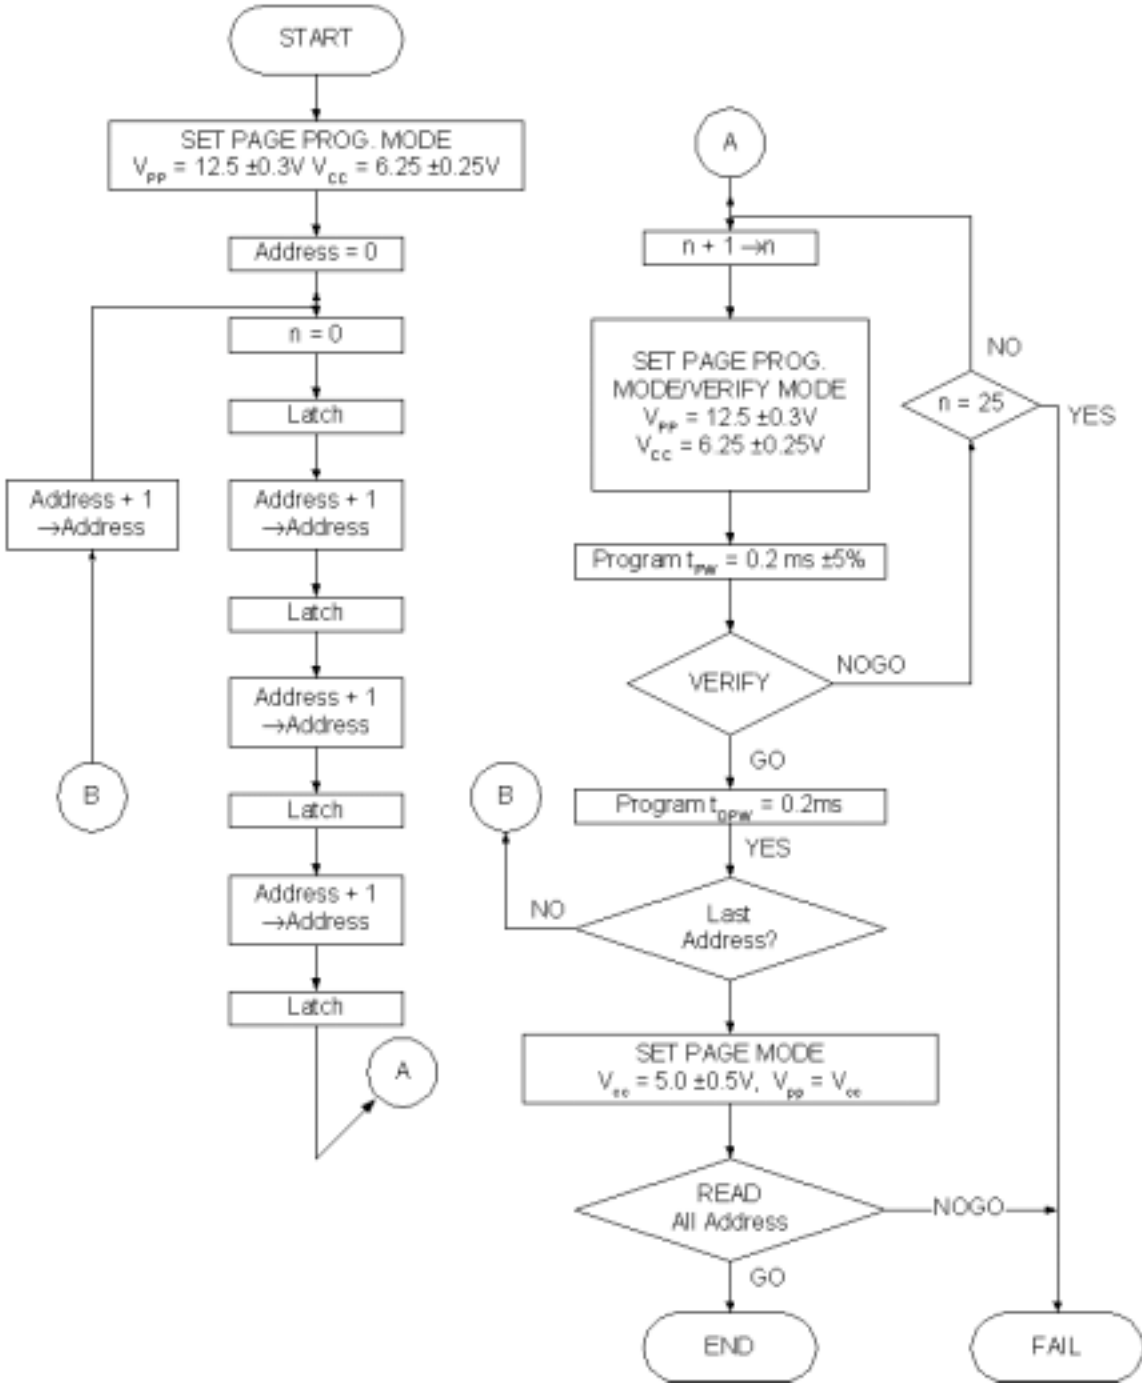 START
SET PAGE PROG. MODE
VPP = 12.5 ±0.3V VCC = 6.25 ±0.25V
Address = 0
n = 0
Latch
Address + 1
→Address
Latch
Address + 1
→Address
Latch
Address + 1
→Address
Latch
A
Address + 1
→Address
B
A
n + 1 →n
SET PAGE PROG.
MODE/VERIFY MODE
VPP = 12.5 ±0.3V
VCC = 6.25 ±0.25V
NO
n = 25
YES
Program tPW = 0.2 ms ±5%
VERIFY
NOGO
GO
B
Program tOPW = 0.2ms
YES
NO
Last
Address?
SET PAGE MODE
Vcc = 5.0 ±0.5V, Vpp = Vcc
READ
All Address
NOGO
GO
END
FAIL